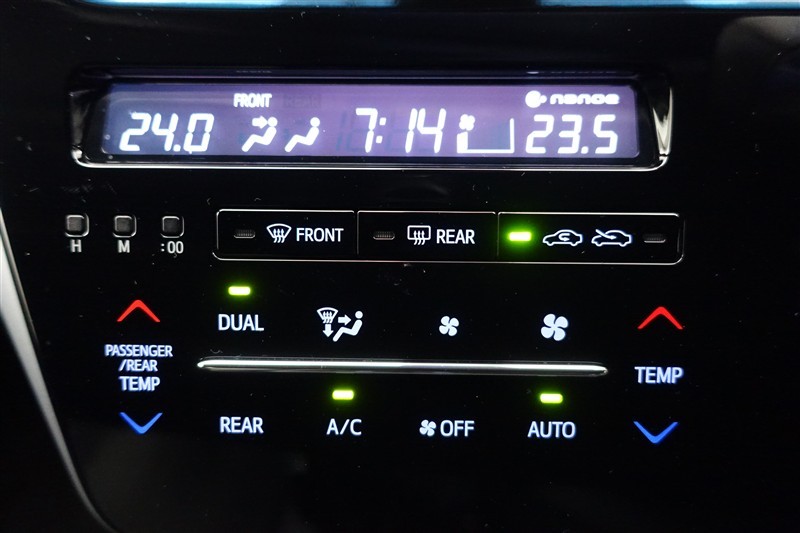 FRONT REAR nanoe
24.0 7:14 23.5
FRONT REAR
H M :00
DUAL
PASSENGER
/REAR
TEMP
TEMP
REAR A/C OFF AUTO